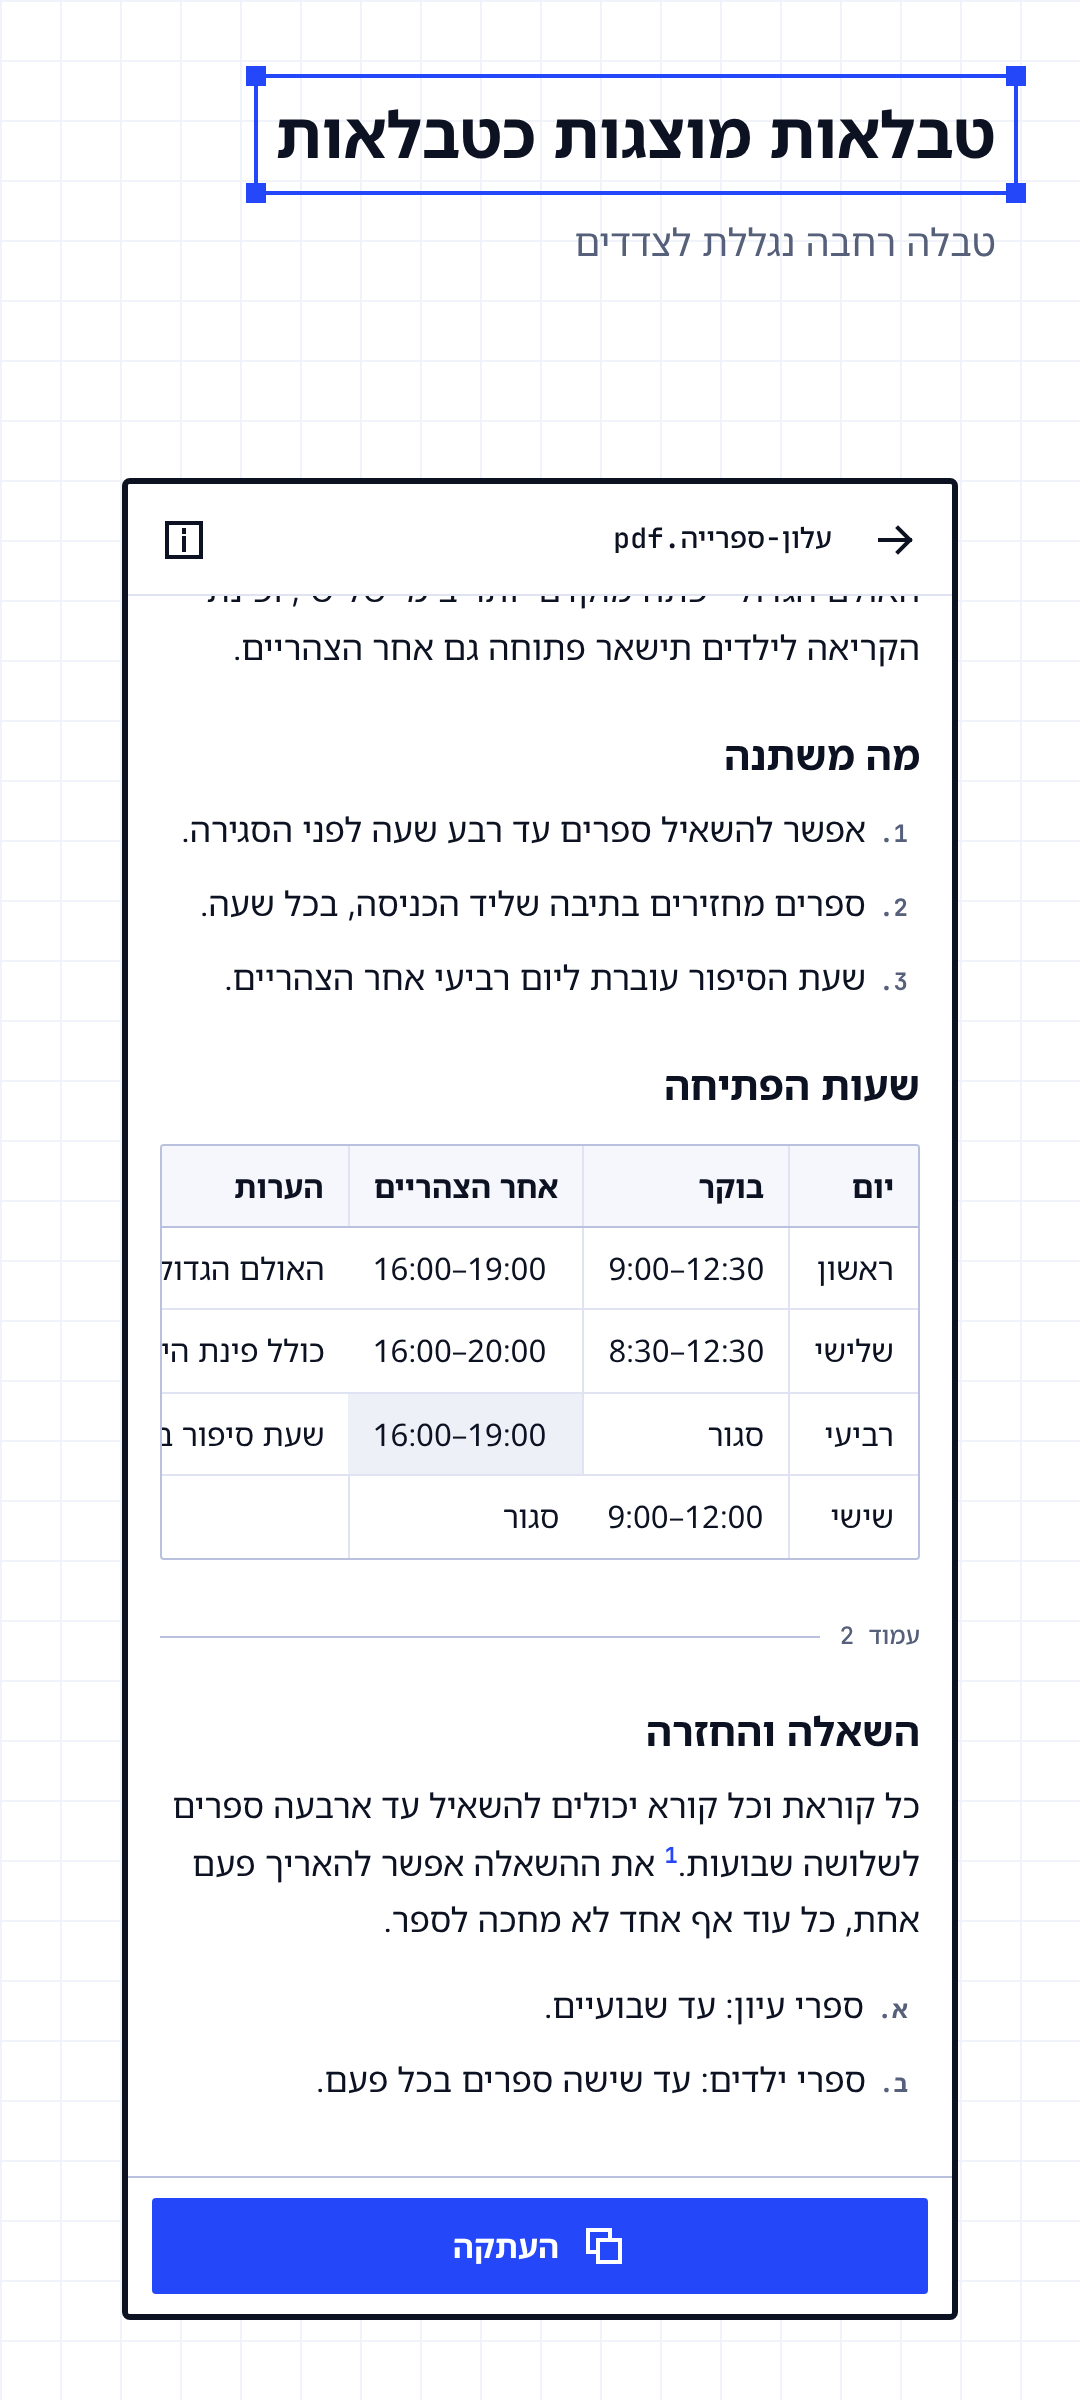 טבלאות מוצגות כטבלאות
טבלה רחבה נגללת לצדדים
עלון-ספרייה.pdf
הקריאה לילדים תישאר פתוחה גם אחר הצהריים.
מה משתנה
1. אפשר להשאיל ספרים עד רבע שעה לפני הסגירה.
2. ספרים מחזירים בתיבה שליד הכניסה, בכל שעה.
3. שעת הסיפור עוברת ליום רביעי אחר הצהריים.
שעות הפתיחה
יום בוקר אחר הצהריים הערות
ראשון 9:00–12:30 16:00–19:00 האולם הגדול
שלישי 8:30–12:30 16:00–20:00 כולל פינת
רביעי סגור 16:00–19:00 שעת סיפור
שישי 9:00–12:00 סגור
עמוד 2
השאלה והחזרה
כל קוראת וכל קורא יכולים להשאיל עד ארבעה ספרים
לשלושה שבועות.1 את ההשאלה אפשר להאריך פעם
אחת, כל עוד אף אחד לא מחכה לספר.
א. ספרי עיון: עד שבועיים.
ב. ספרי ילדים: עד שישה ספרים בכל פעם.
העתקה